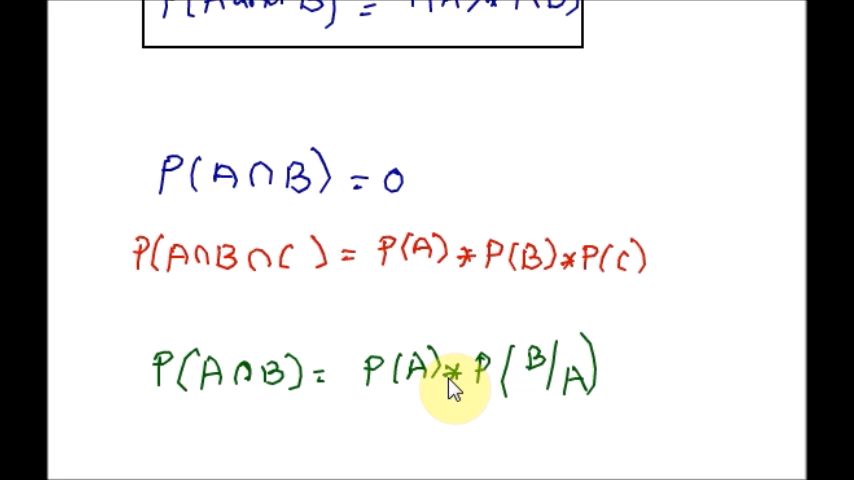 P(A∩B) = 0
P(A∩B∩C) = P(A) * P(B) * P(C)
P(A∩B) = P(A) * P(B/A)